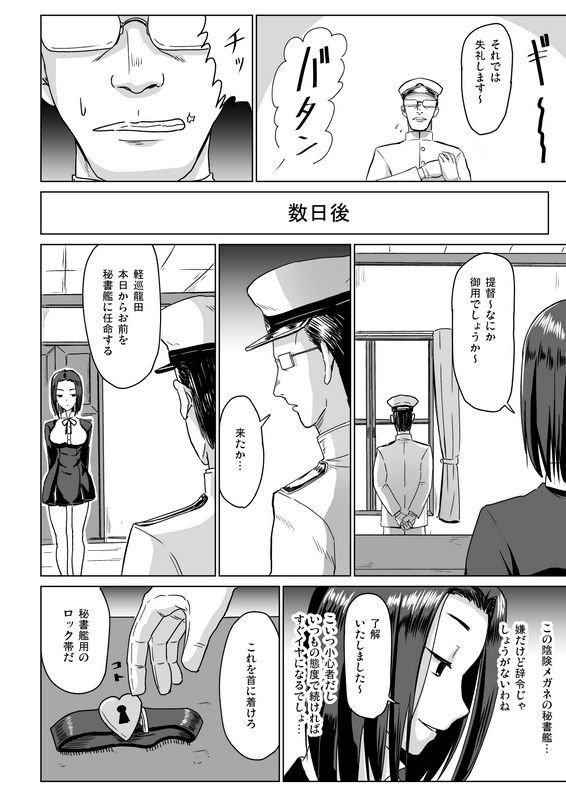 ギ〜〜
それでは
失礼します〜
バタン
チッ
数日後
提督〜なにか
御用でしょうか〜
来たか…
軽巡龍田
本日からお前を
秘書艦に任命する
この陰険メガネの秘書艦…
嫌だけど辞令じゃ
しょうがないわね
了解
いたしました〜
こいつ小心者だし
いつもの態度で続ければ
すぐイヤになるでしょ…
これを首に着けろ
コト
秘書艦用の
ロック帯だ